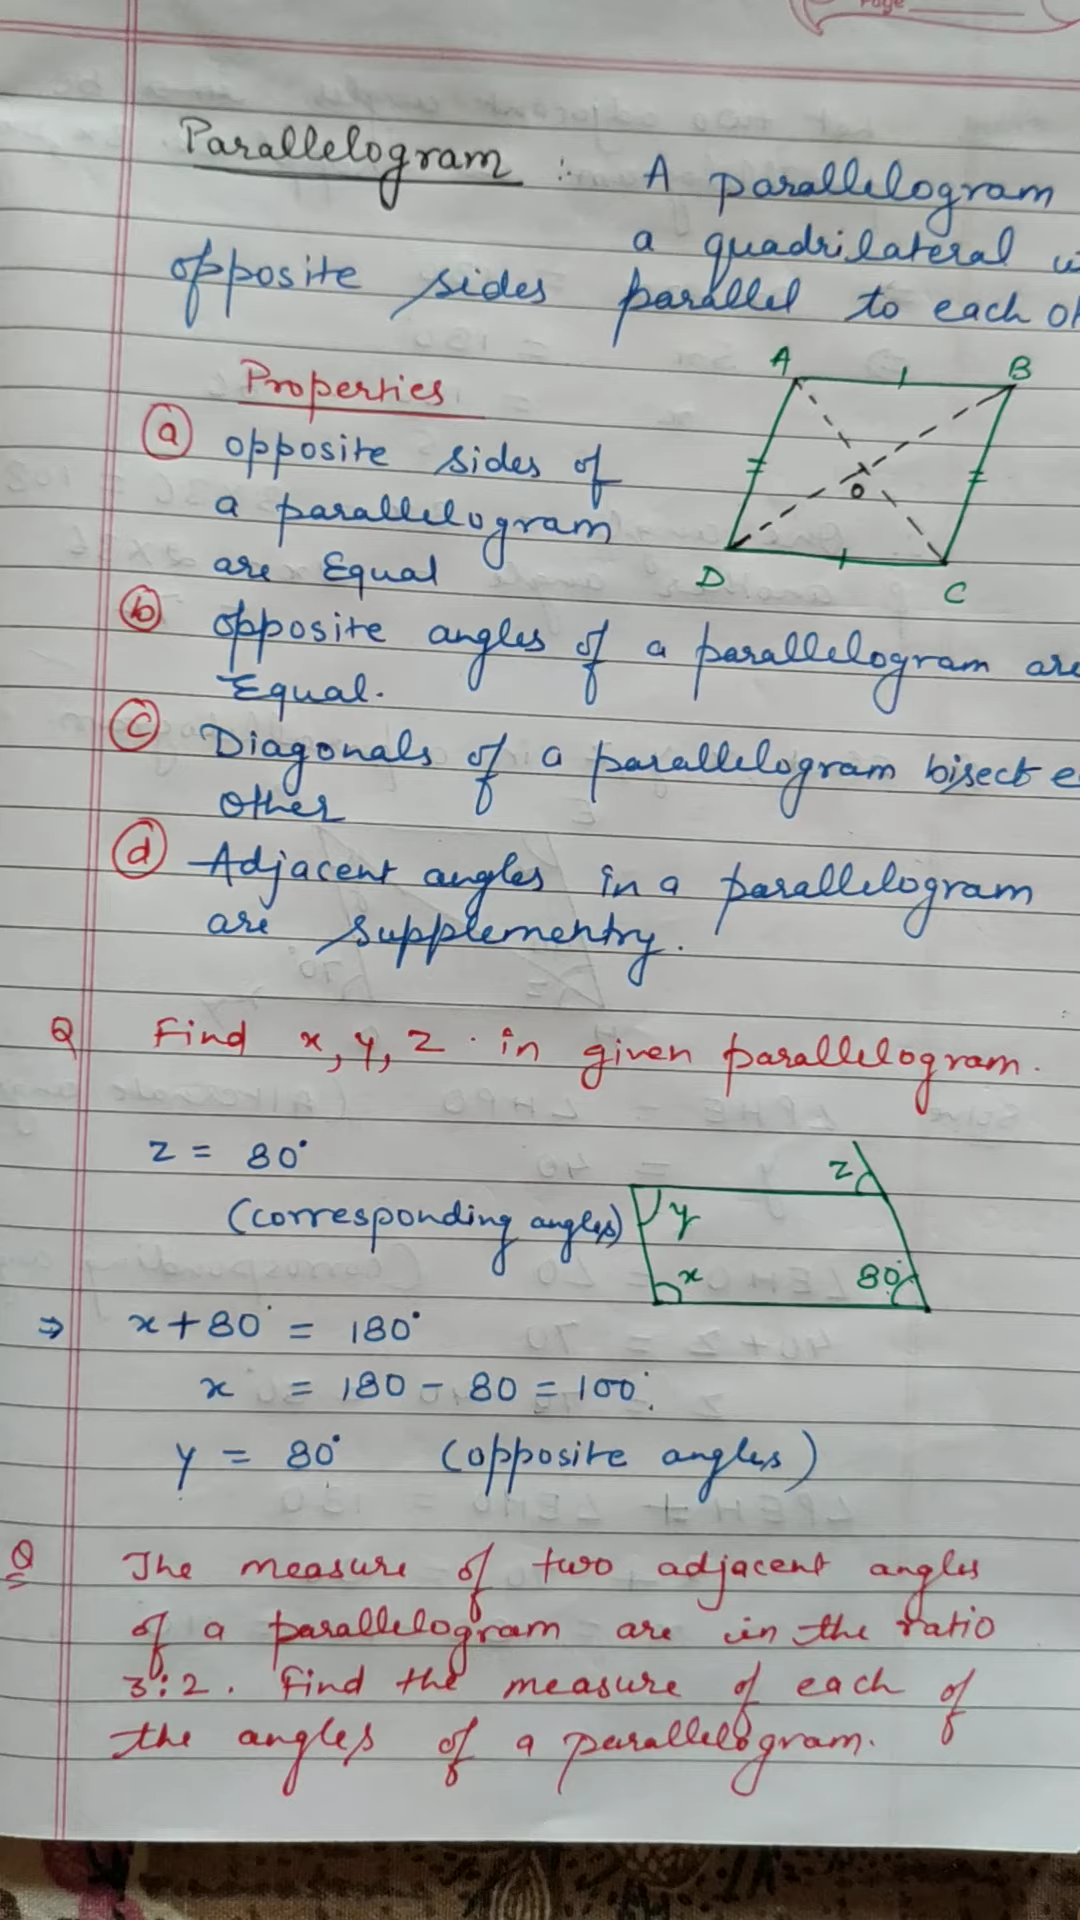 Page
Parallelogram :- A parallelogram
a quadrilateral
opposite sides parallel to each
Properties
A B
(a) opposite sides of
a parallelogram
O
are Equal
D C
(b) opposite angles of a parallelogram are
Equal.
(c) Diagonals of a parallelogram bisect
other
(d) Adjacent angles in a parallelogram
are supplementry.
Q Find x, y, z. in given parallelogram.
z = 80°
z
(corresponding angles)
y
x 80°
⇒ x + 80° = 180°
x = 180 - 80 = 100°.
y = 80° (opposite angles)
Q The measure of two adjacent angles
of a parallelogram are in the ratio
3:2. Find the measure of each of
the angles of a parallelogram.